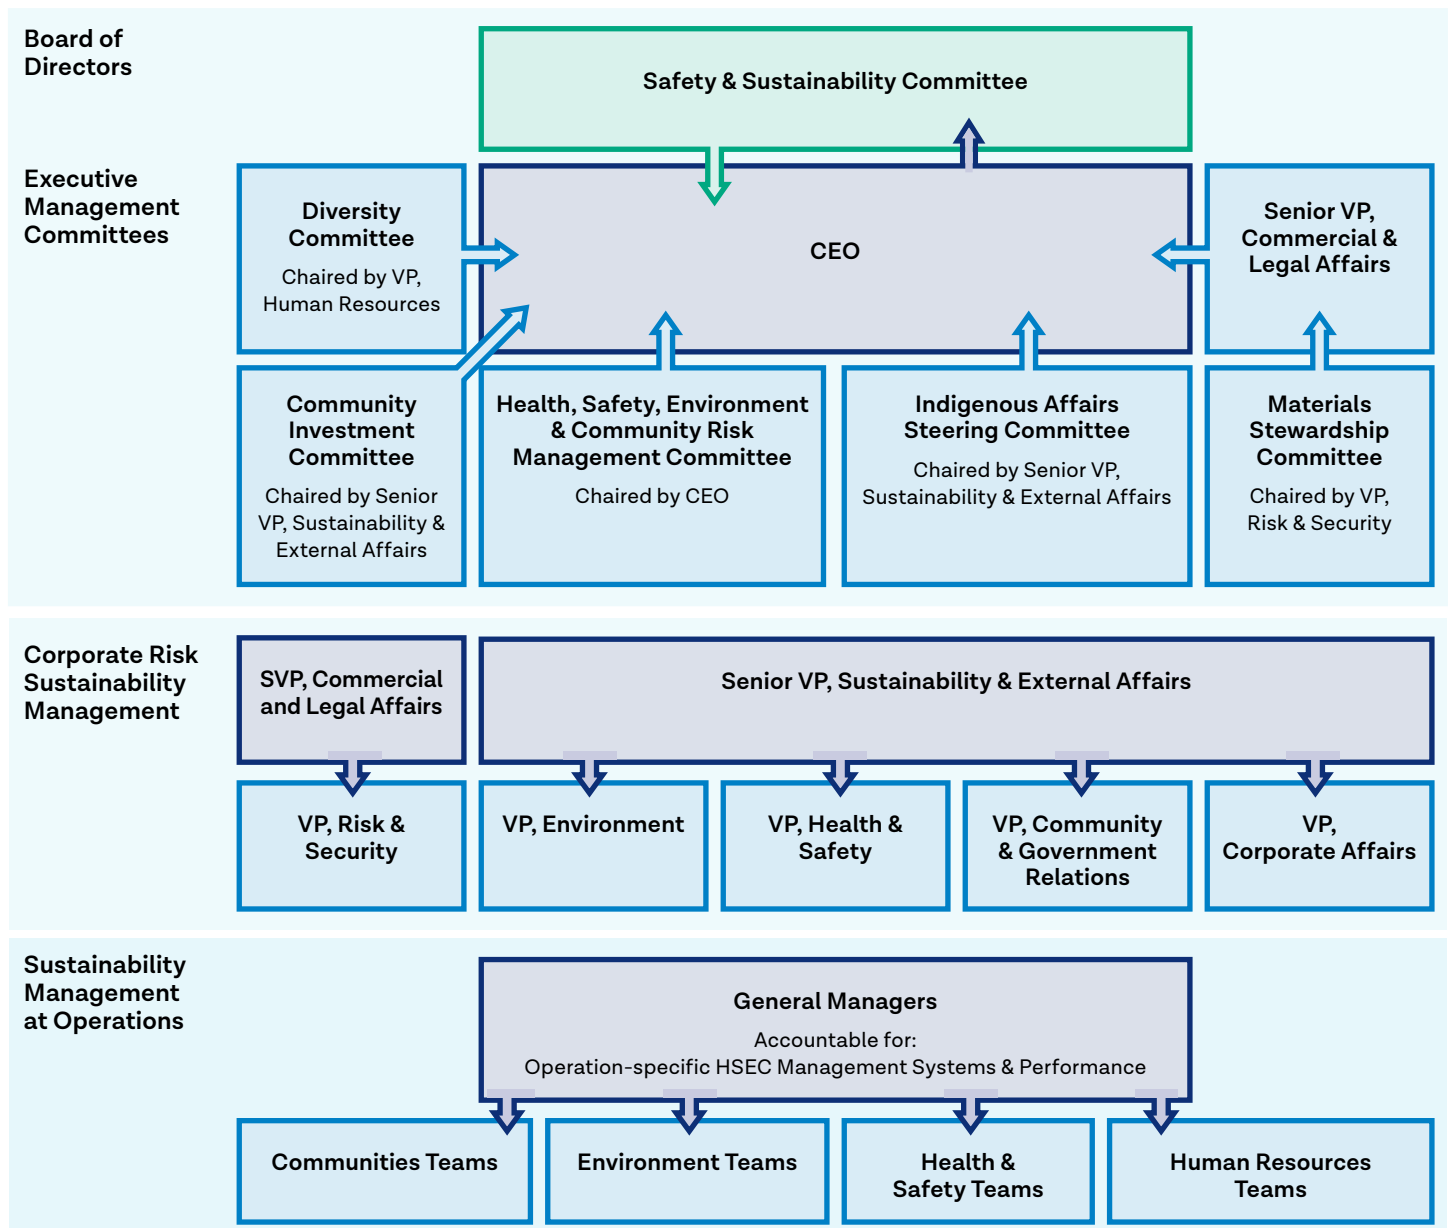 Board of
Directors
Safety & Sustainability Committee
Executive
Management
Committees
Diversity
Committee
Chaired by VP,
Human Resources
CEO
Senior VP,
Commercial &
Legal Affairs
Community
Investment
Committee
Chaired by Senior
VP, Sustainability &
External Affairs
Health, Safety, Environment
& Community Risk
Management Committee
Chaired by CEO
Indigenous Affairs
Steering Committee
Chaired by Senior VP,
Sustainability & External Affairs
Materials
Stewardship
Committee
Chaired by VP,
Risk & Security
Corporate Risk
Sustainability
Management
SVP, Commercial
and Legal Affairs
Senior VP, Sustainability & External Affairs
VP, Risk &
Security
VP, Environment
VP, Health &
Safety
VP, Community
& Government
Relations
VP,
Corporate Affairs
Sustainability
Management
at Operations
General Managers
Accountable for:
Operation-specific HSEC Management Systems & Performance
Communities Teams
Environment Teams
Health &
Safety Teams
Human Resources
Teams